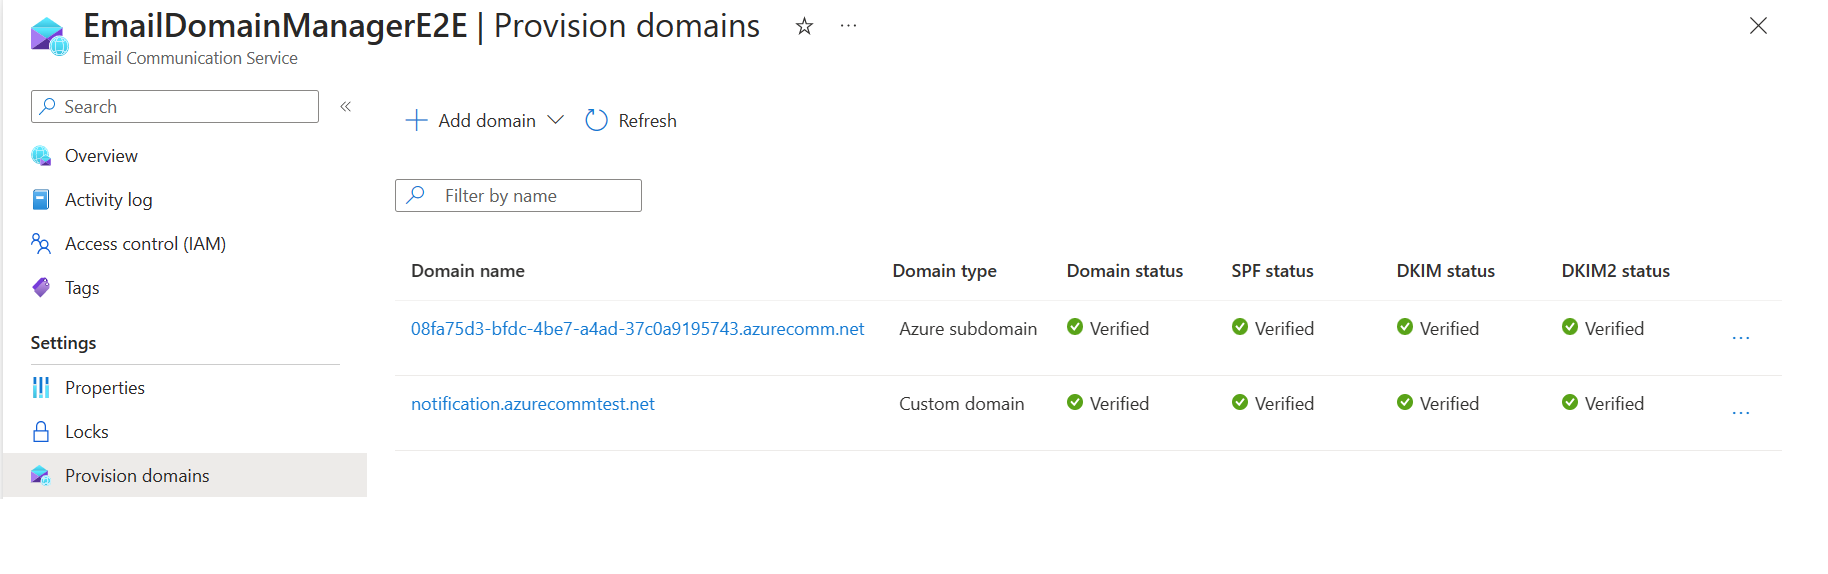 EmailDomainManagerE2E | Provision domains
Email Communication Service
Search
Overview
Activity log
Access control (IAM)
Tags
Settings
Properties
Locks
Provision domains
Add domain
Refresh
Filter by name
Domain name Domain type Domain status SPF status DKIM status DKIM2 status
08fa75d3-bfdc-4be7-a4ad-37c0a9195743.azurecomm.net Azure subdomain Verified Verified Verified Verified ...
notification.azurecommtest.net Custom domain Verified Verified Verified Verified ...